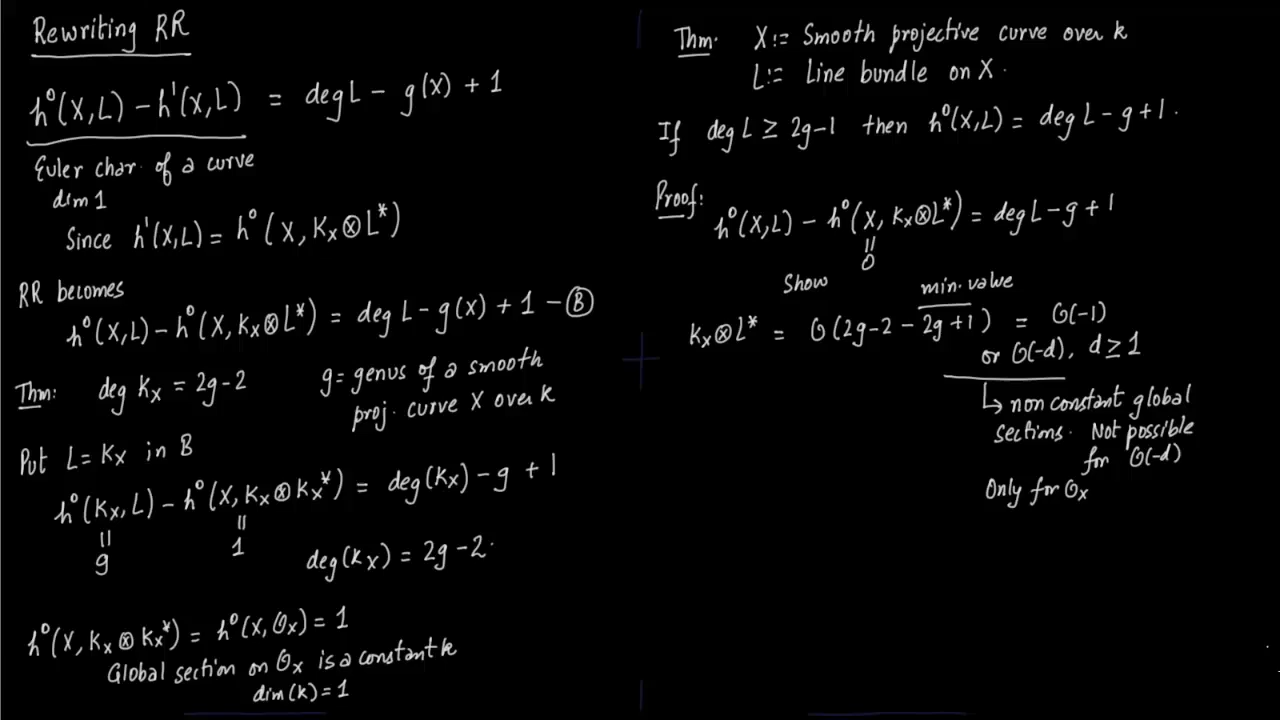 Rewriting RR
h⁰(X,L) − h¹(X,L) = deg L − g(X) + 1
Euler char. of a curve
dim 1
Since h¹(X,L) = h⁰(X, Kx⊗L*)
RR becomes
h⁰(X,L) − h⁰(X, Kx⊗L*) = deg L − g(X) + 1 − Ⓑ
Thm: deg Kx = 2g−2 g = genus of a smooth
proj. curve X over k
Put L = Kx in B
h⁰(Kx, L) − h⁰(X, Kx⊗Kx*) = deg(Kx) − g + 1
|| ||
g 1
deg(Kx) = 2g−2.
h⁰(X, Kx⊗Kx*) = h⁰(X, Ox) = 1
Global section on Ox is a constant k
dim(k) = 1
Thm: X := Smooth projective curve over k
L := Line bundle on X.
If deg L ≥ 2g−1 then h⁰(X,L) = deg L − g + 1.
Proof:
h⁰(X,L) − h⁰(X, Kx⊗L*) = deg L − g + 1
||
0
Show min. value
Kx⊗L* = O(2g−2−2g+1) = O(−1)
or O(−d), d ≥ 1
↳ non constant global
sections. Not possible
for O(−d)
Only for Ox